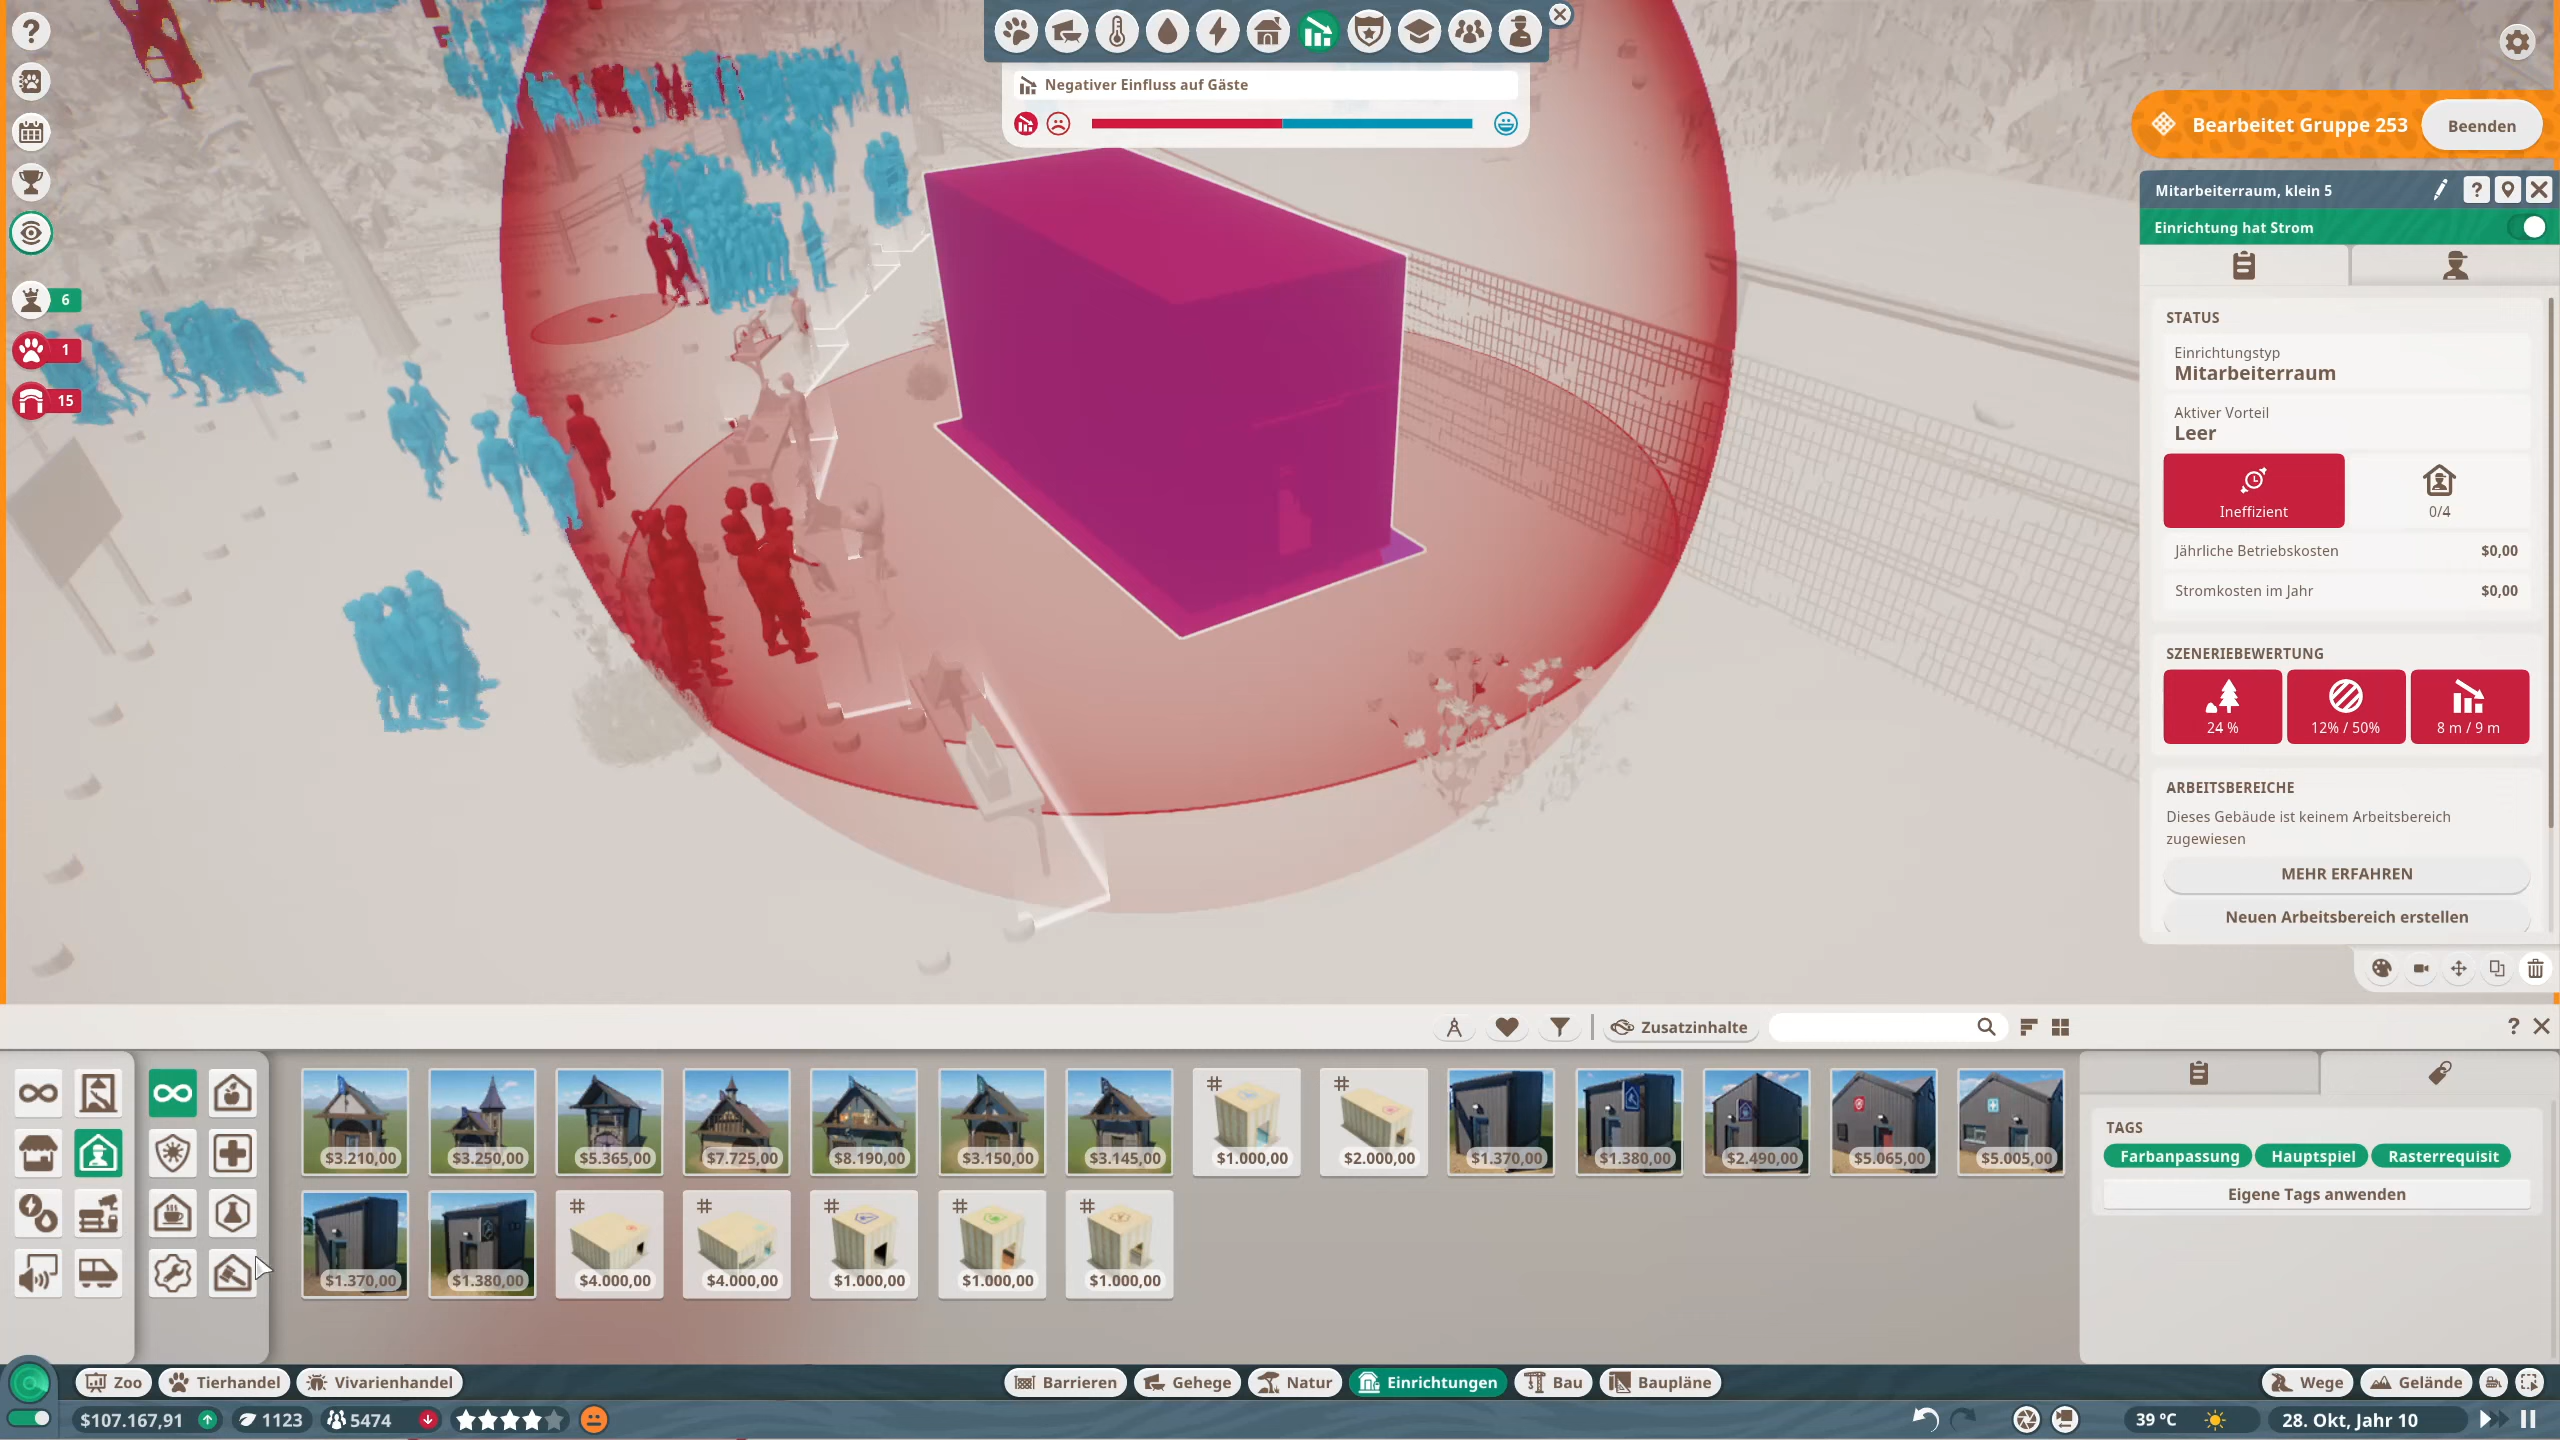 Negativer Einfluss auf Gäste
Bearbeitet Gruppe 253
Beenden
Mitarbeiterraum, klein 5
?
Einrichtung hat Strom
6
1
15
STATUS
Einrichtungstyp
Mitarbeiterraum
Aktiver Vorteil
Leer
Ineffizient
0/4
Jährliche Betriebskosten $0,00
Stromkosten im Jahr $0,00
SZENERIEBEWERTUNG
24 %
12% / 50%
8 m / 9 m
ARBEITSBEREICHE
Dieses Gebäude ist keinem Arbeitsbereich
zugewiesen
MEHR ERFAHREN
Neuen Arbeitsbereich erstellen
Zusatzinhalte
?
$3.210,00 $3.250,00 $5.365,00 $7.725,00 $8.190,00 $3.150,00 $3.145,00 $1.000,00 $2.000,00 $1.370,00 $1.380,00 $2.490,00 $5.065,00 $5.005,00
$1.370,00 $1.380,00 $4.000,00 $4.000,00 $1.000,00 $1.000,00 $1.000,00
TAGS
Farbanpassung Hauptspiel Rasterrequisit
Eigene Tags anwenden
Zoo Tierhandel Vivarienhandel Barrieren Gehege Natur Einrichtungen Bau Baupläne Wege Gelände
$107.167,91 1123 5474 39 °C 28. Okt, Jahr 10